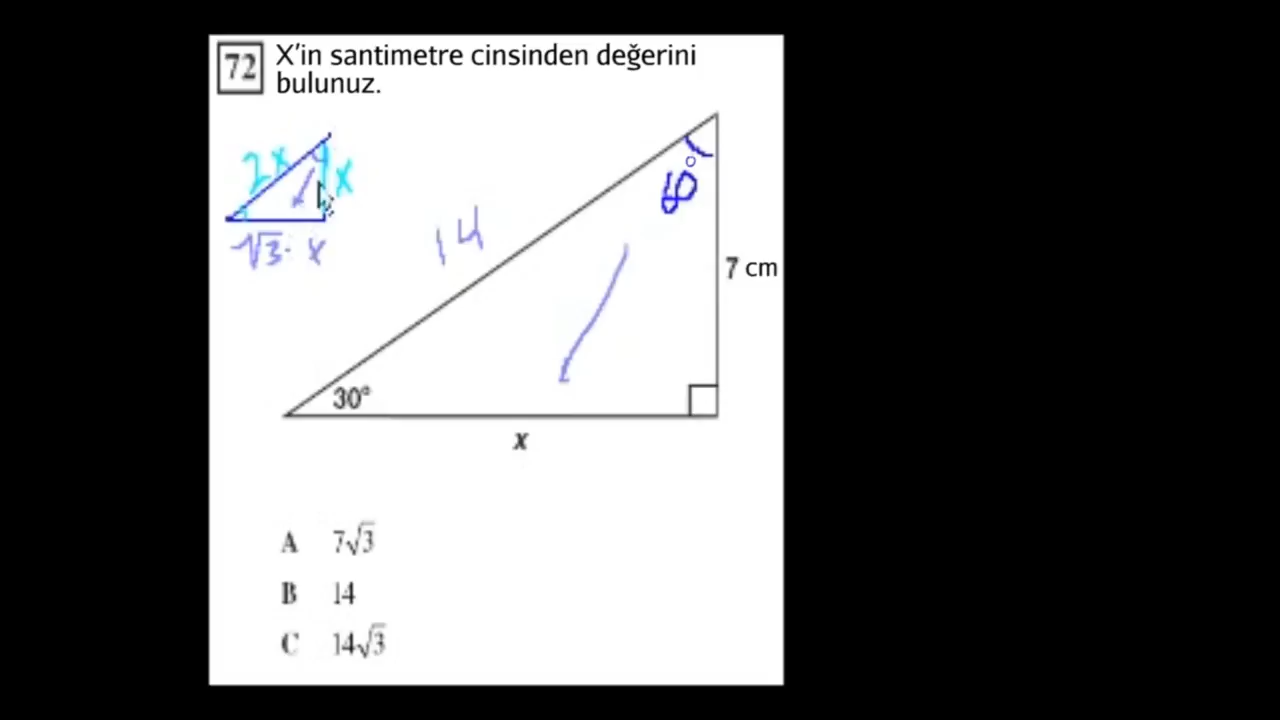 72 X'in santimetre cinsinden değerini
bulunuz.
2x
x
√3· x
14
60°
7 cm
30°
x
A 7√3
B 14
C 14√3